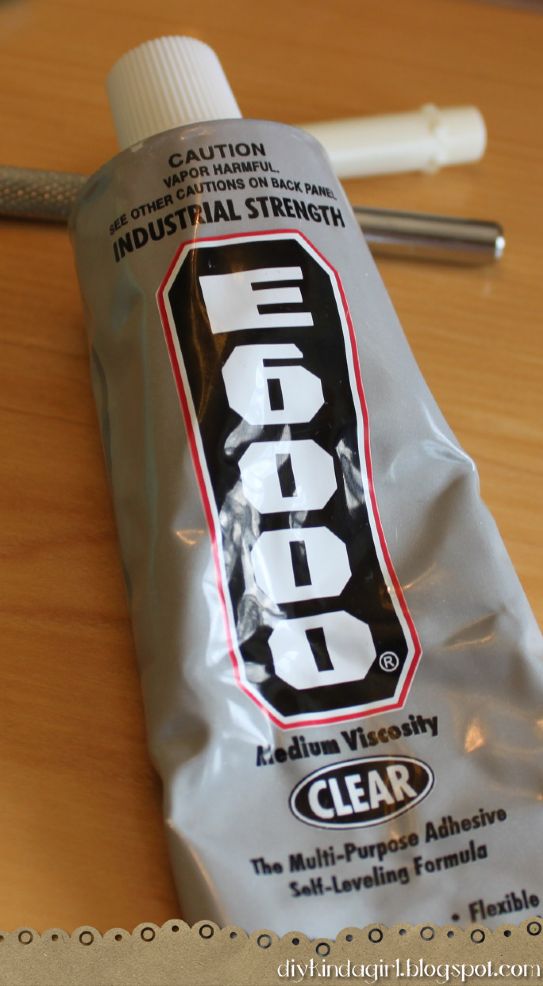 CAUTION
VAPOR HARMFUL.
SEE OTHER CAUTIONS ON BACK PANEL
INDUSTRIAL STRENGTH
E6000®
Medium Viscosity
CLEAR
The Multi-Purpose Adhesive
Self-Leveling Formula
• Flexible
diykindagirl.blogspot.com